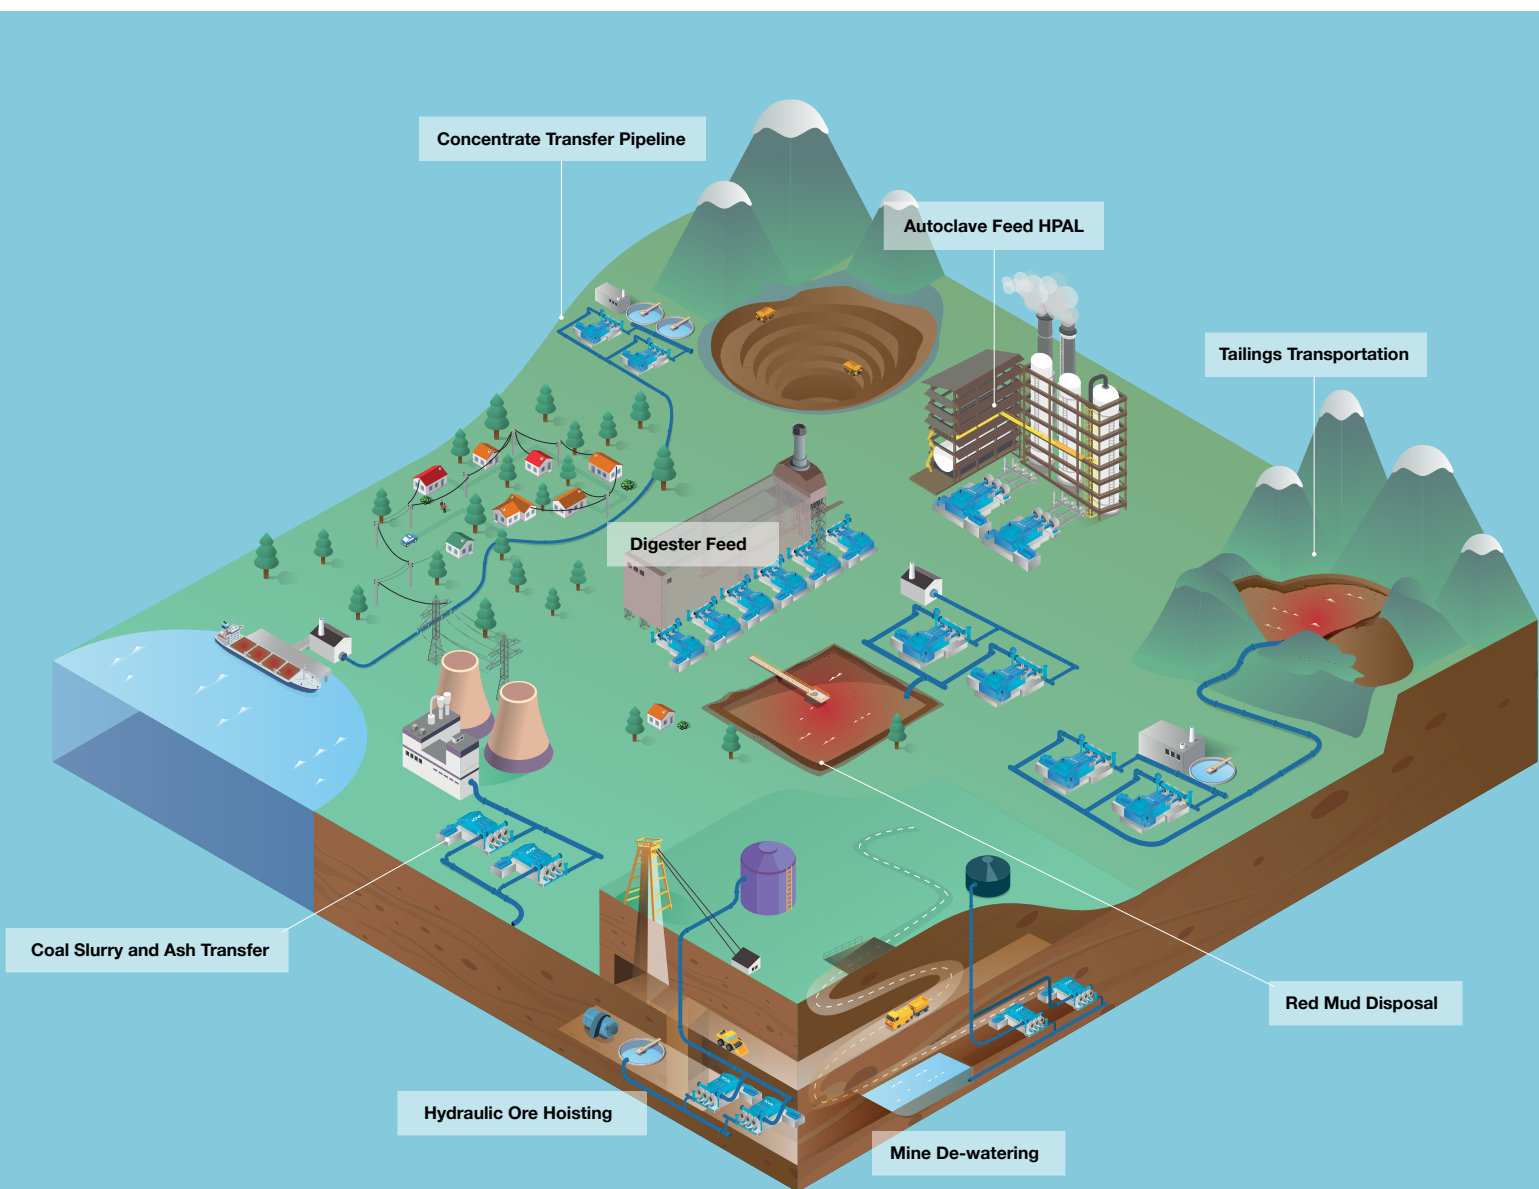 Concentrate Transfer Pipeline
Autoclave Feed HPAL
Tailings Transportation
Digester Feed
Coal Slurry and Ash Transfer
Red Mud Disposal
Hydraulic Ore Hoisting
Mine De-watering